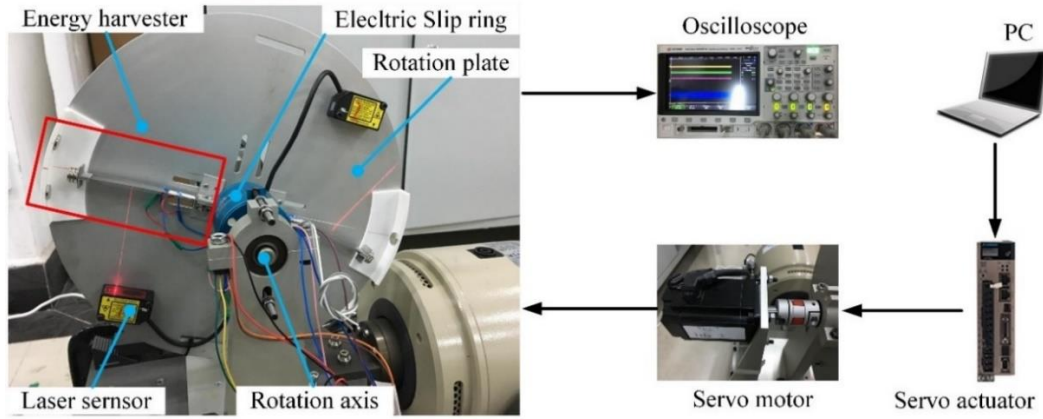 Energy harvester
Elecltric Slip ring
Rotation plate
Oscilloscope
PC
Laser sernsor
Rotation axis
Servo motor
Servo actuator